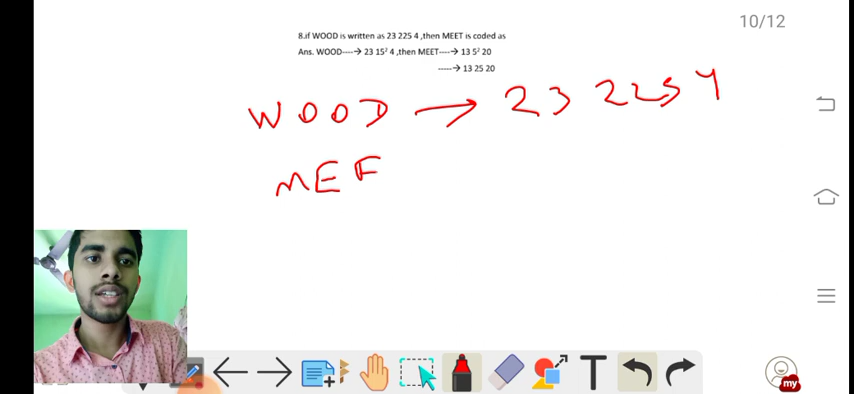 10/12
8.if WOOD is written as 23 225 4 ,then MEET is coded as
Ans. WOOD----→ 23 15² 4 ,then MEET----→ 13 5² 20
-----→ 13 25 20
WOOD → 23 225 4
MEE
T
my